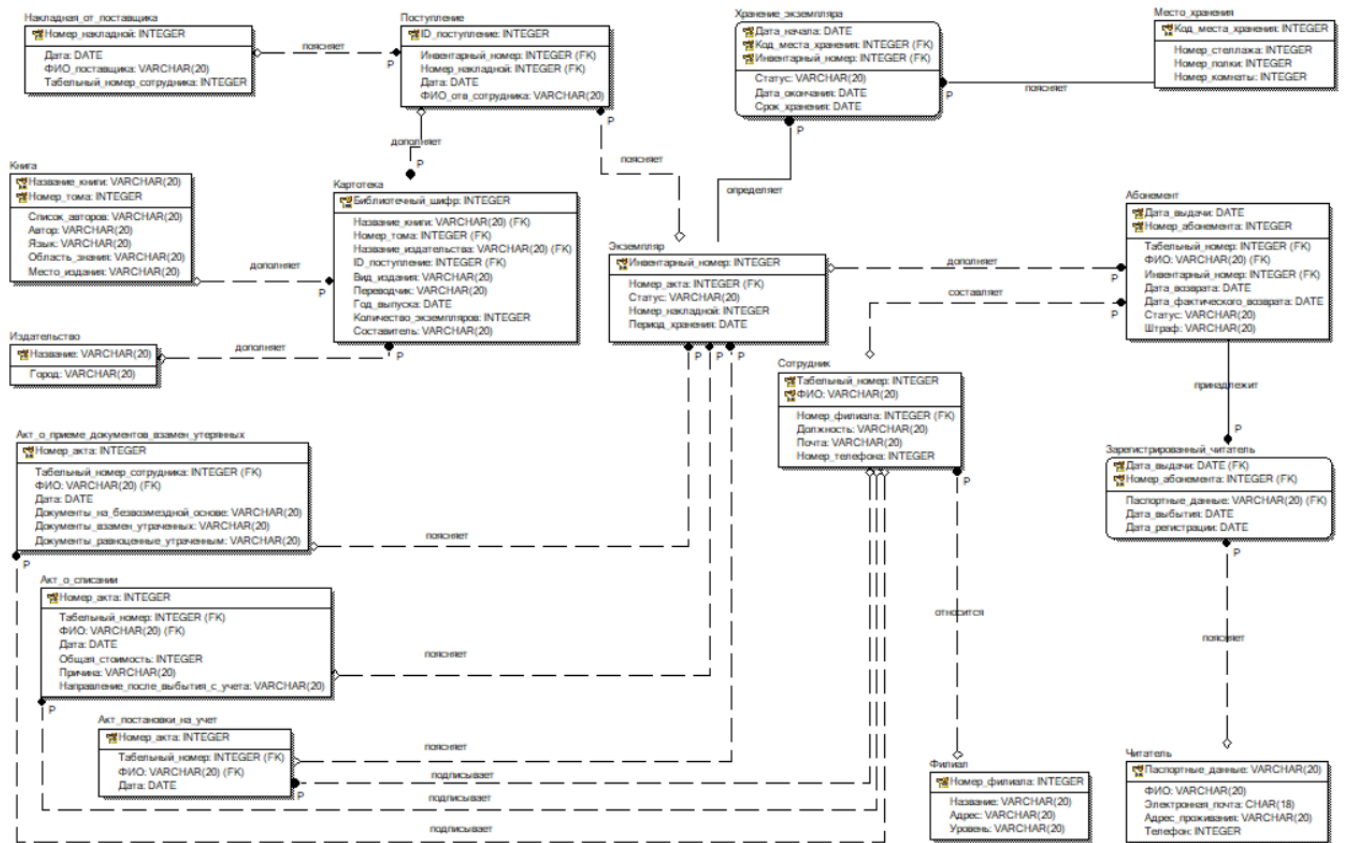 Накладная_от_поставщика
Номер_накладной: INTEGER
Дата: DATE
ФИО_поставщика: VARCHAR(20)
Табельный_номер_сотрудника: INTEGER
поясняет
P
Поступление
ID_поступление: INTEGER
Инвентарный_номер: INTEGER (FK)
Номер_накладной: INTEGER (FK)
Дата: DATE
ФИО_отв_сотрудника: VARCHAR(20)
P
дополняет
P
поясняет
Хранение_экземпляра
Дата_начала: DATE
Код_места_хранения: INTEGER (FK)
Инвентарный_номер: INTEGER (FK)
Статус: VARCHAR(20)
Дата_окончания: DATE
Срок_хранения: DATE
P
P
поясняет
определяет
Место_хранения
Код_места_хранения: INTEGER
Номер_стеллажа: INTEGER
Номер_полки: INTEGER
Номер_комнаты: INTEGER
Книга
Название_книги: VARCHAR(20)
Номер_тома: INTEGER
Список_авторов: VARCHAR(20)
Автор: VARCHAR(20)
Язык: VARCHAR(20)
Область_знания: VARCHAR(20)
Место_издания: VARCHAR(20)
дополняет
P
Картотека
Библиотечный_шифр: INTEGER
Название_книги: VARCHAR(20) (FK)
Номер_тома: INTEGER (FK)
Название_издательства: VARCHAR(20) (FK)
ID_поступление: INTEGER (FK)
Вид_издания: VARCHAR(20)
Переводчик: VARCHAR(20)
Год_выпуска: DATE
Количество_экземпляров: INTEGER
Составитель: VARCHAR(20)
P
Издательство
Название: VARCHAR(20)
Город: VARCHAR(20)
дополняет
Экземпляр
Инвентарный_номер: INTEGER
Номер_акта: INTEGER (FK)
Статус: VARCHAR(20)
Номер_накладной: INTEGER
Период_хранения: DATE
P
P
P
дополняет
P
составляет
P
Абонемент
Дата_выдачи: DATE
Номер_абонемента: INTEGER
Табельный_номер: INTEGER (FK)
ФИО: VARCHAR(20) (FK)
Инвентарный_номер: INTEGER (FK)
Дата_возврата: DATE
Дата_фактического_возврата: DATE
Статус: VARCHAR(20)
Штраф: VARCHAR(20)
принадлежит
P
Сотрудник
Табельный_номер: INTEGER
ФИО: VARCHAR(20)
Номер_филиала: INTEGER (FK)
Должность: VARCHAR(20)
Почта: VARCHAR(20)
Номер_телефона: INTEGER
P
относится
Зарегистрированный_читатель
Дата_выдачи: DATE (FK)
Номер_абонемента: INTEGER (FK)
Паспортные_данные: VARCHAR(20) (FK)
Дата_выбытия: DATE
Дата_регистрации: DATE
P
поясняет
Акт_о_приеме_документов_взамен_утерянных
Номер_акта: INTEGER
Табельный_номер_сотрудника: INTEGER (FK)
ФИО: VARCHAR(20) (FK)
Дата: DATE
Документы_на_безвозмездной_основе: VARCHAR(20)
Документы_взамен_утраченных: VARCHAR(20)
Документы_равноценные_утраченным: VARCHAR(20)
P
поясняет
Акт_о_списании
Номер_акта: INTEGER
Табельный_номер: INTEGER (FK)
ФИО: VARCHAR(20) (FK)
Дата: DATE
Общая_стоимость: INTEGER
Причина: VARCHAR(20)
Направление_после_выбытия_с_учета: VARCHAR(20)
P
поясняет
Акт_постановки_на_учет
Номер_акта: INTEGER
Табельный_номер: INTEGER (FK)
ФИО: VARCHAR(20) (FK)
Дата: DATE
P
поясняет
подписывает
подписывает
подписывает
Филиал
Номер_филиала: INTEGER
Название: VARCHAR(20)
Адрес: VARCHAR(20)
Уровень: VARCHAR(20)
Читатель
Паспортные_данные: VARCHAR(20)
ФИО: VARCHAR(20)
Электронная_почта: CHAR(18)
Адрес_проживания: VARCHAR(20)
Телефон: INTEGER